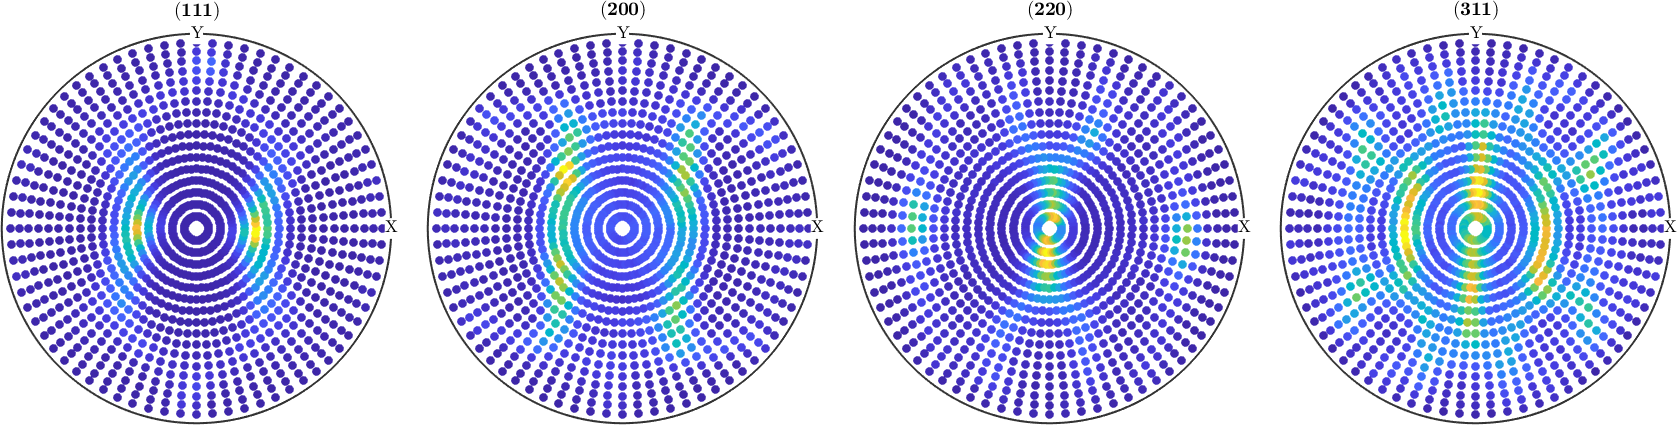 (111) (200) (220) (311)
Y Y Y Y
X X X X